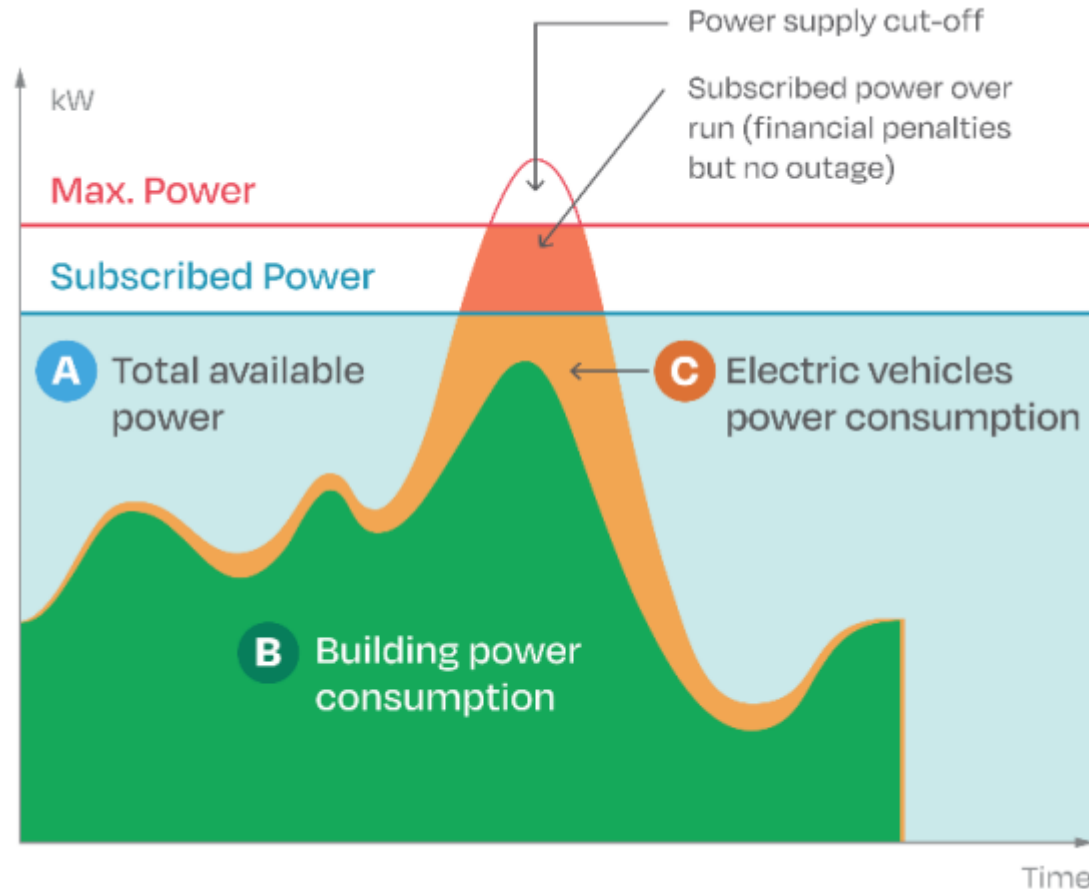 Power supply cut-off
kW
Subscribed power over
run (financial penalties
but no outage)
Max. Power
Subscribed Power
A Total available
power
C Electric vehicles
power consumption
B Building power
consumption
Time